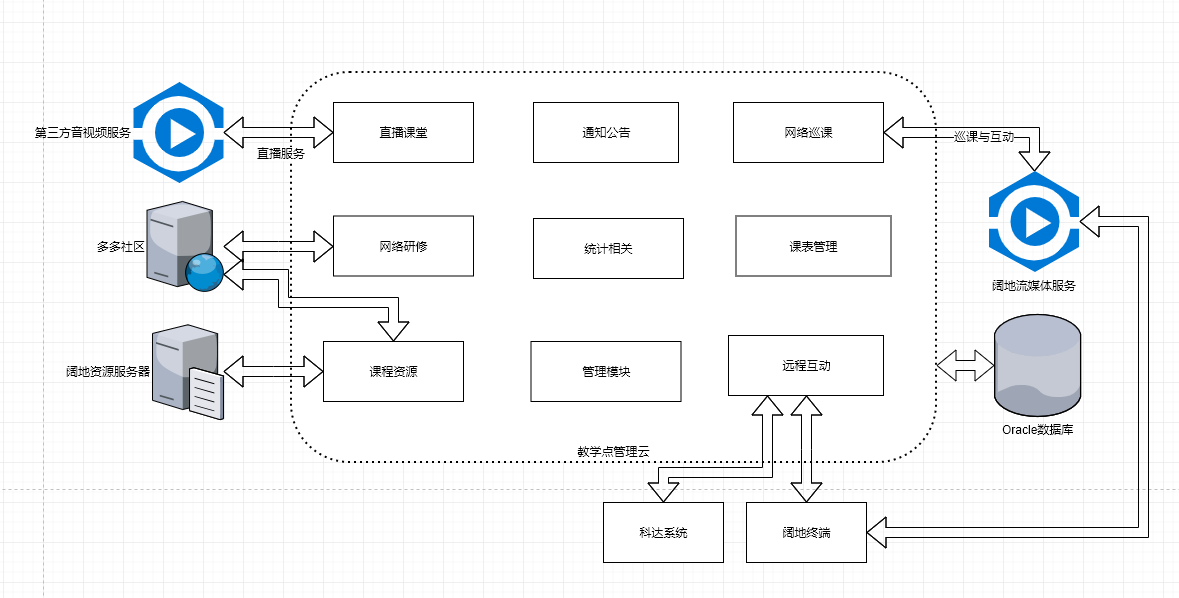 直播课堂
通知公告
网络巡课
第三方音视频服务
巡课与互动
直播服务
多多社区
网络研修
统计相关
课表管理
阔地流媒体服务
阔地资源服务器
课程资源
管理模块
远程互动
Oracle数据库
教学点管理云
科达系统
阔地终端